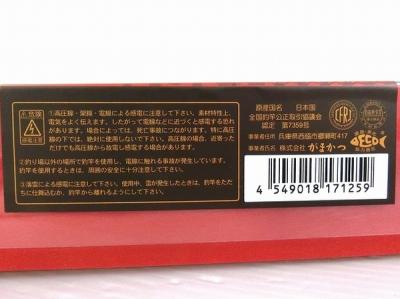 ⚠危険
感電注意
①高圧線・架線・電線による感電に注意して下さい。素材特性上、
電気をよく伝えます。したがって電線などに近づくと感電する恐れ
があります。場合によっては、死亡事故につながります。特に高圧
線の下では、絶対に使用しないで下さい。高圧線の場合、近寄った
だけでも高圧線から放電し感電する場合があります。
②釣り場以外の場所で釣竿を使用し、電線に触れる事故が発生しています。
釣竿を使用するときは、周囲の安全に十分注意して下さい。
③落雷による感電に注意して下さい。使用中、雷が発生したときは、釣竿をただ
ちに仕舞い、釣竿から離れるようにして下さい。
原産国名 日本国
全国釣竿公正取引協議会
認定 第7359号
事業者住所 兵庫県西脇市郷瀬町417
事業者氏名 株式会社 がまかつ
4 549018 171259